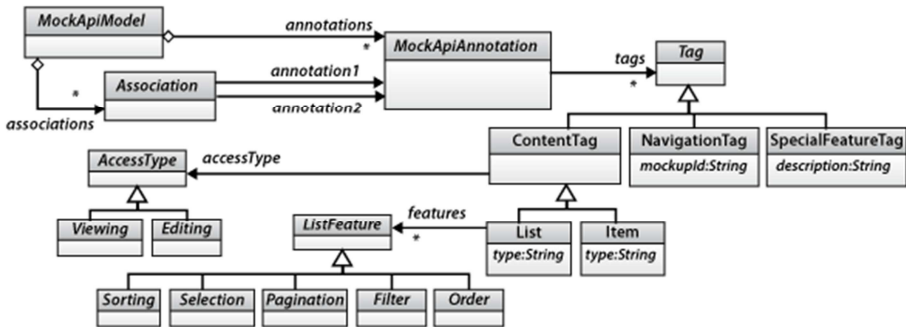 MockApiModel
annotations
*
MockApiAnnotation
Tag
tags
*
Association
annotation1
annotation2
*
associations
ContentTag
NavigationTag
mockupId:String
SpecialFeatureTag
description:String
AccessType
accessType
Viewing
Editing
ListFeature
features
*
List
type:String
Item
type:String
Sorting
Selection
Pagination
Filter
Order